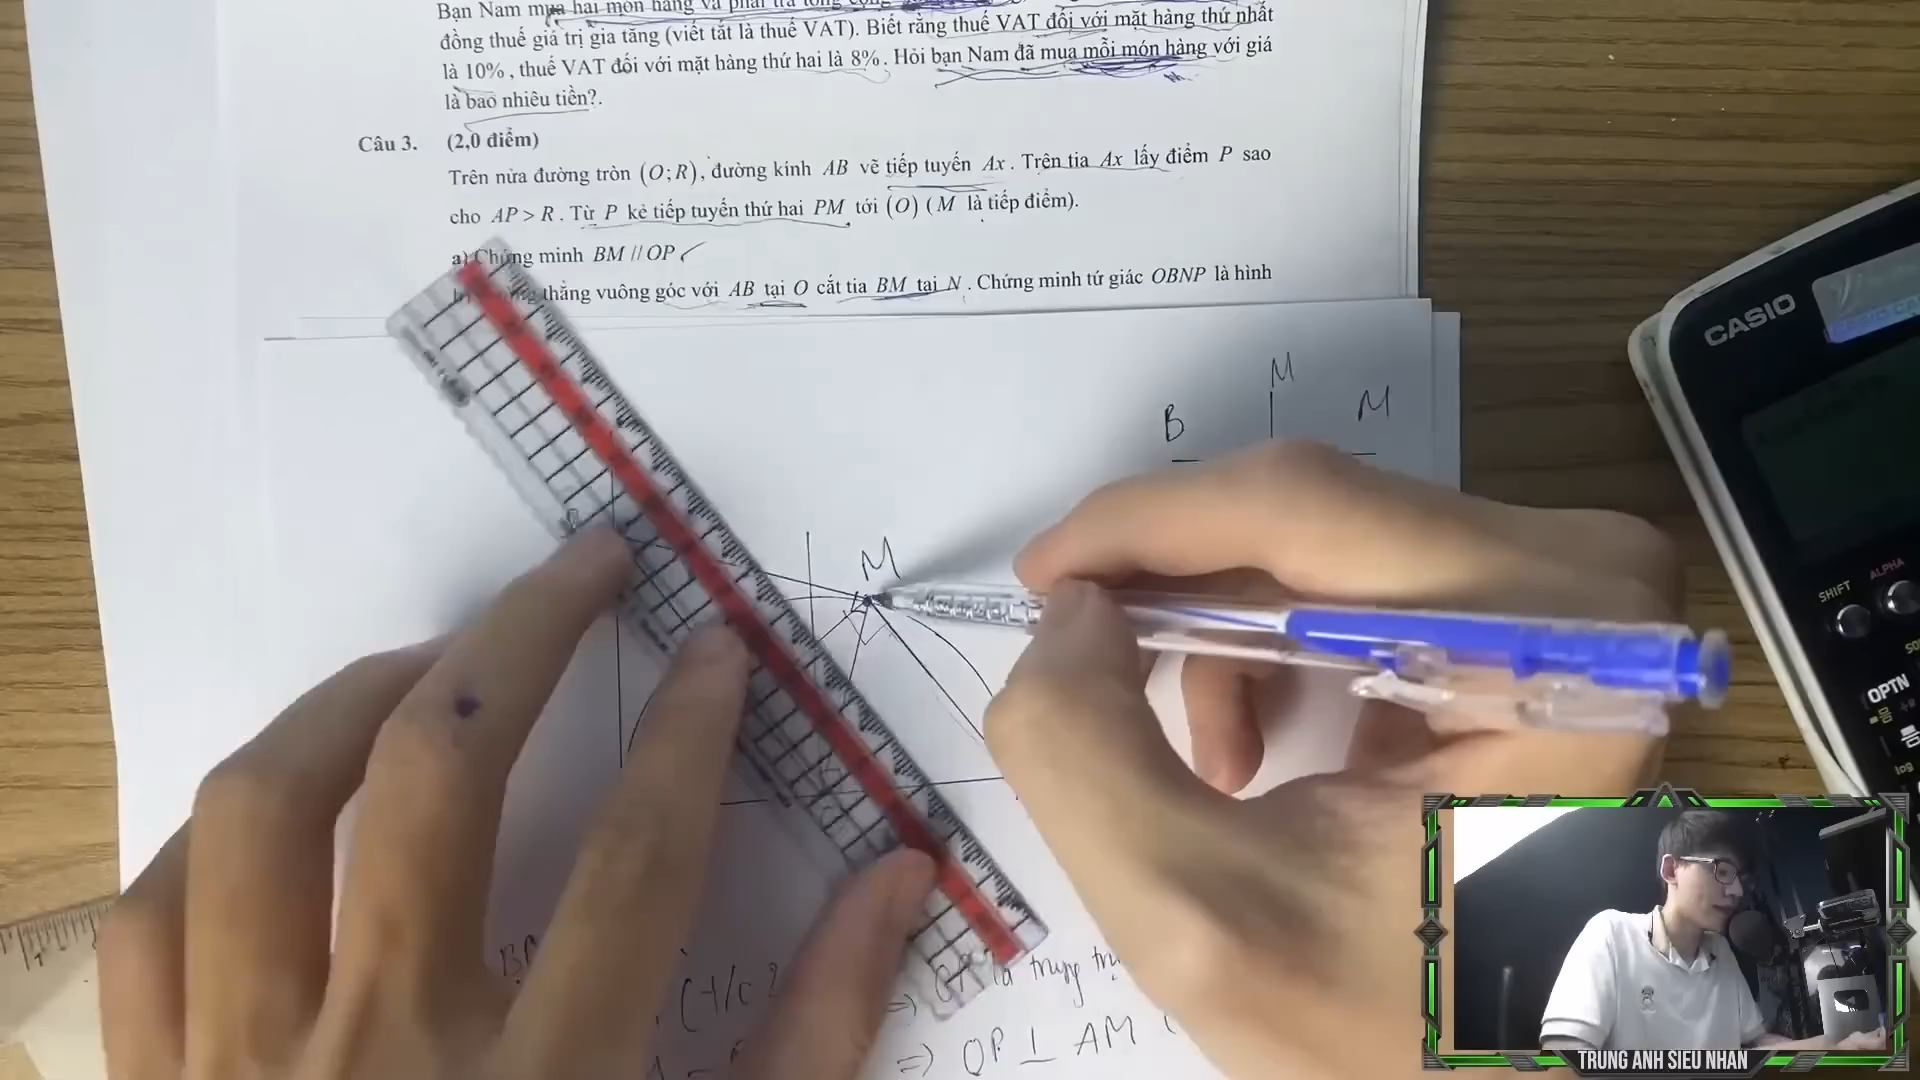 Bạn Nam mua hai món hàng và phải trả tổng cộng
đồng thuế giá trị gia tăng (viết tắt là thuế VAT). Biết rằng thuế VAT đối với mặt hàng thứ nhất
là 10%, thuế VAT đối với mặt hàng thứ hai là 8%. Hỏi bạn Nam đã mua mỗi món hàng với giá
là bao nhiêu tiền?.
Câu 3. (2,0 điểm)
Trên nửa đường tròn (O;R), đường kính AB vẽ tiếp tuyến Ax. Trên tia Ax lấy điểm P sao
cho AP > R. Từ P kẻ tiếp tuyến thứ hai PM tới (O) (M là tiếp điểm).
a) Chứng minh BM // OP
thẳng vuông góc với AB tại O cắt tia BM tại N. Chứng minh tứ giác OBNP là hình
M
B M
M
là trung
=> OP ⊥ AM
CASIO
SHIFT
ALPHA
OPTN
log
TRUNG ANH SIEU NHAN